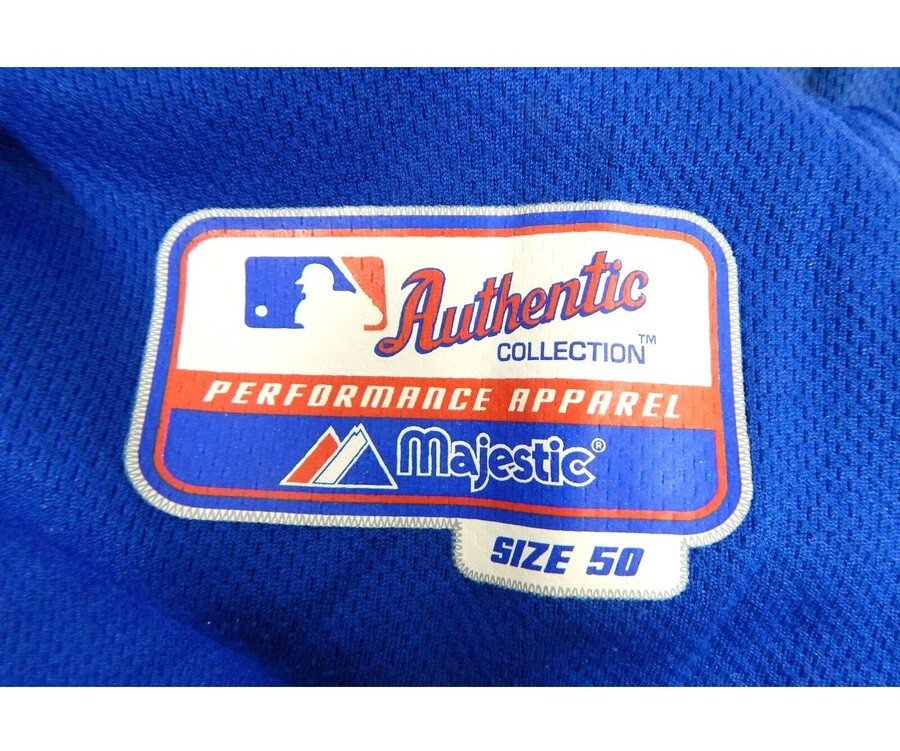 Authentic
COLLECTION™
PERFORMANCE APPAREL
Majestic®
SIZE 50